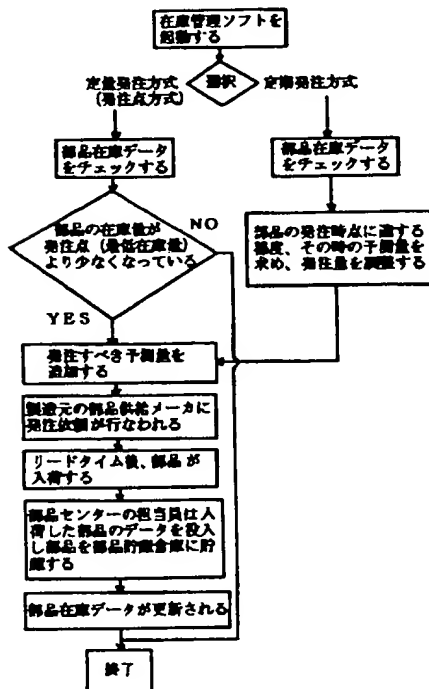 在庫管理ソフトを
起動する
定量発注方式
(発注点方式)
選択
定期発注方式
部品在庫データ
をチェックする
部品在庫データ
をチェックする
部品の在庫量が
発注点(最低在庫量)
より少なくなっている
NO
YES
部品の発注時点に達する
都度、その時の予測量を
求め、発注量を調整する
発注すべき予測量を
追加する
製造元の部品供給メーカに
発注依頼が行なわれる
リードタイム後、部品が
入荷する
部品センターの担当員は入
荷した部品のデータを投入
し部品を部品貯蔵倉庫に貯
蔵する
部品在庫データが更新される
終了